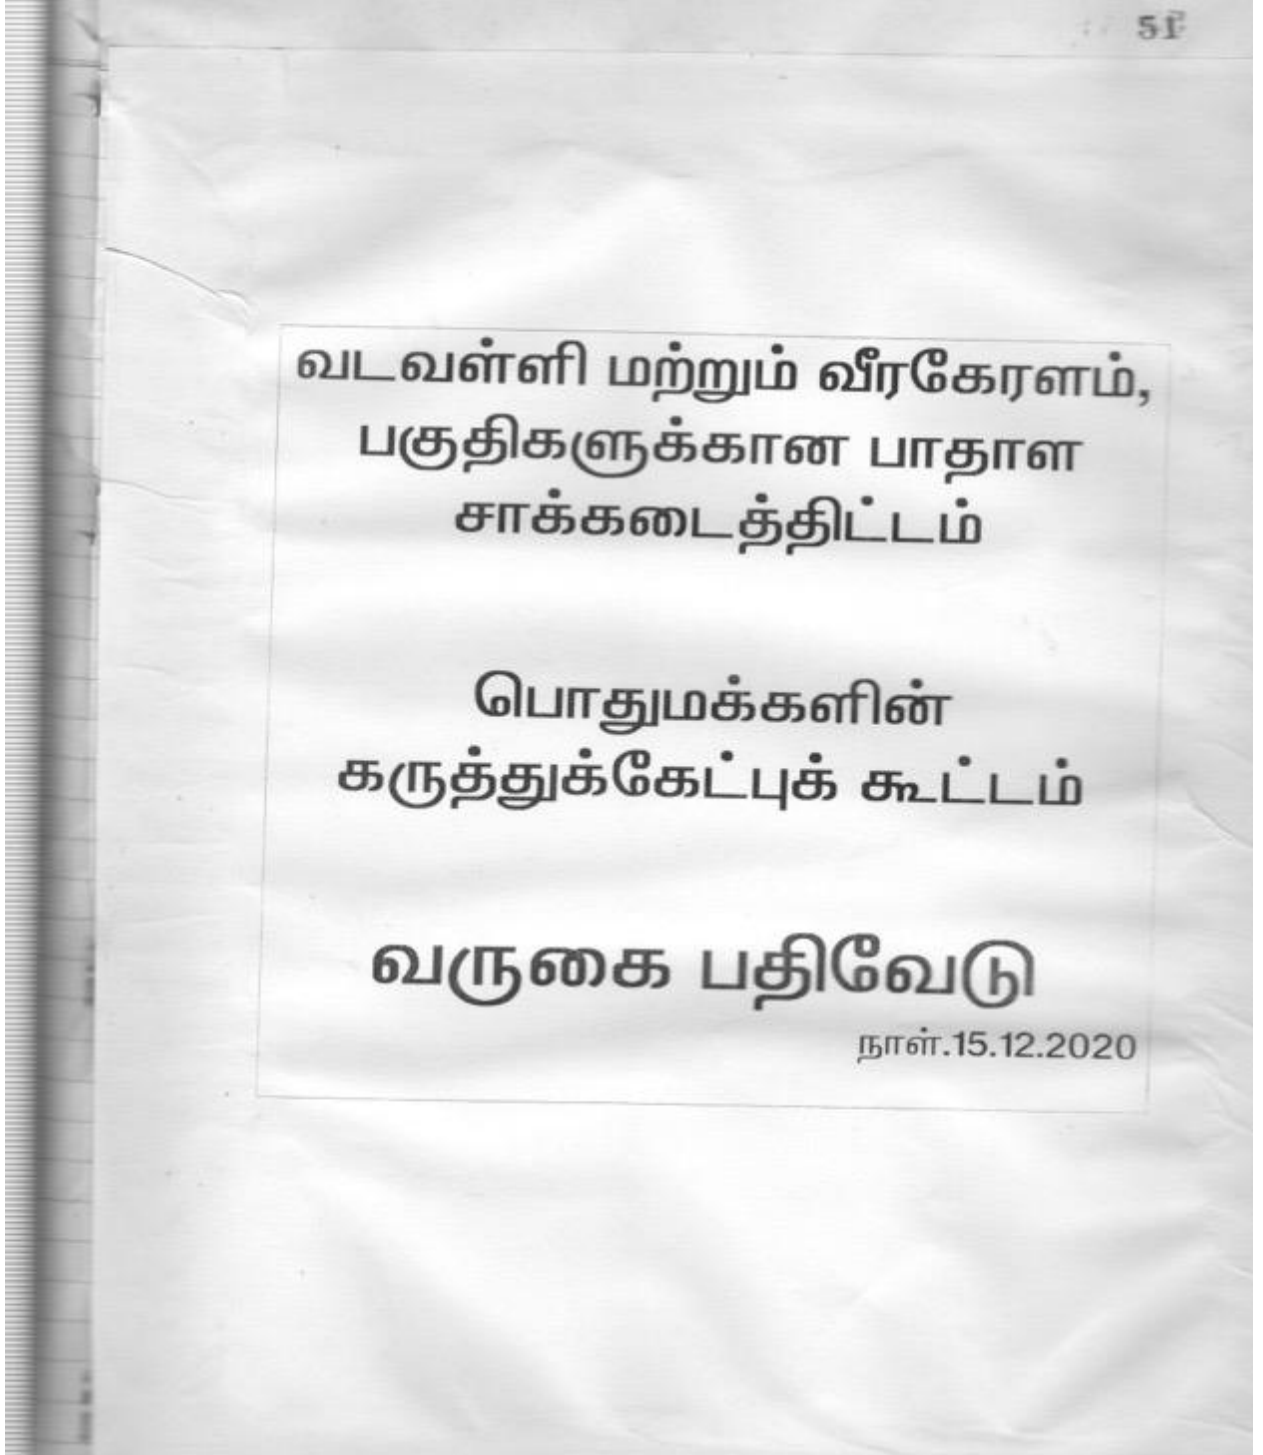 51
வடவள்ளி மற்றும் வீரகேரளம்,
பகுதிகளுக்கான பாதாள
சாக்கடைத்திட்டம்
பொதுமக்களின்
கருத்துக்கேட்புக் கூட்டம்
வருகை பதிவேடு
நாள்.15.12.2020